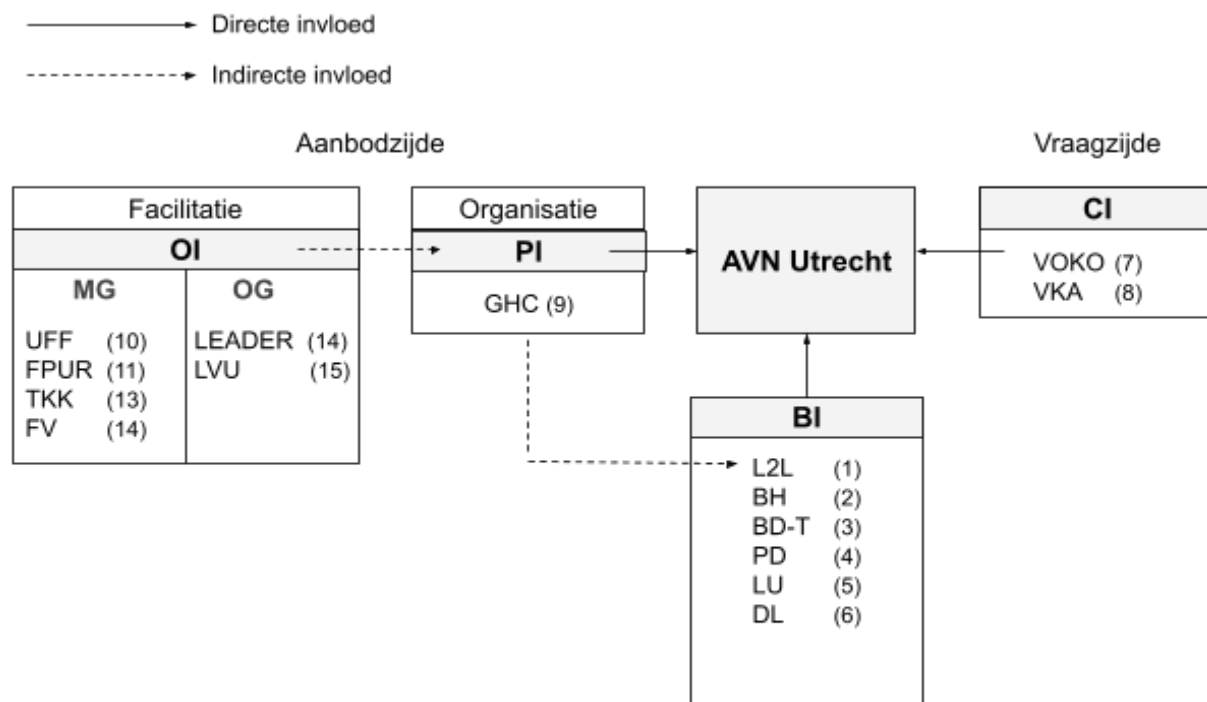 Directe invloed
Indirecte invloed
Aanbodzijde
Vraagzijde
Facilitatie
OI
MG
OG
UFF (10)
FPUR (11)
TKK (13)
FV (14)
LEADER (14)
LVU (15)
Organisatie
PI
GHC (9)
AVN Utrecht
CI
VOKO (7)
VKA (8)
BI
L2L (1)
BH (2)
BD-T (3)
PD (4)
LU (5)
DL (6)